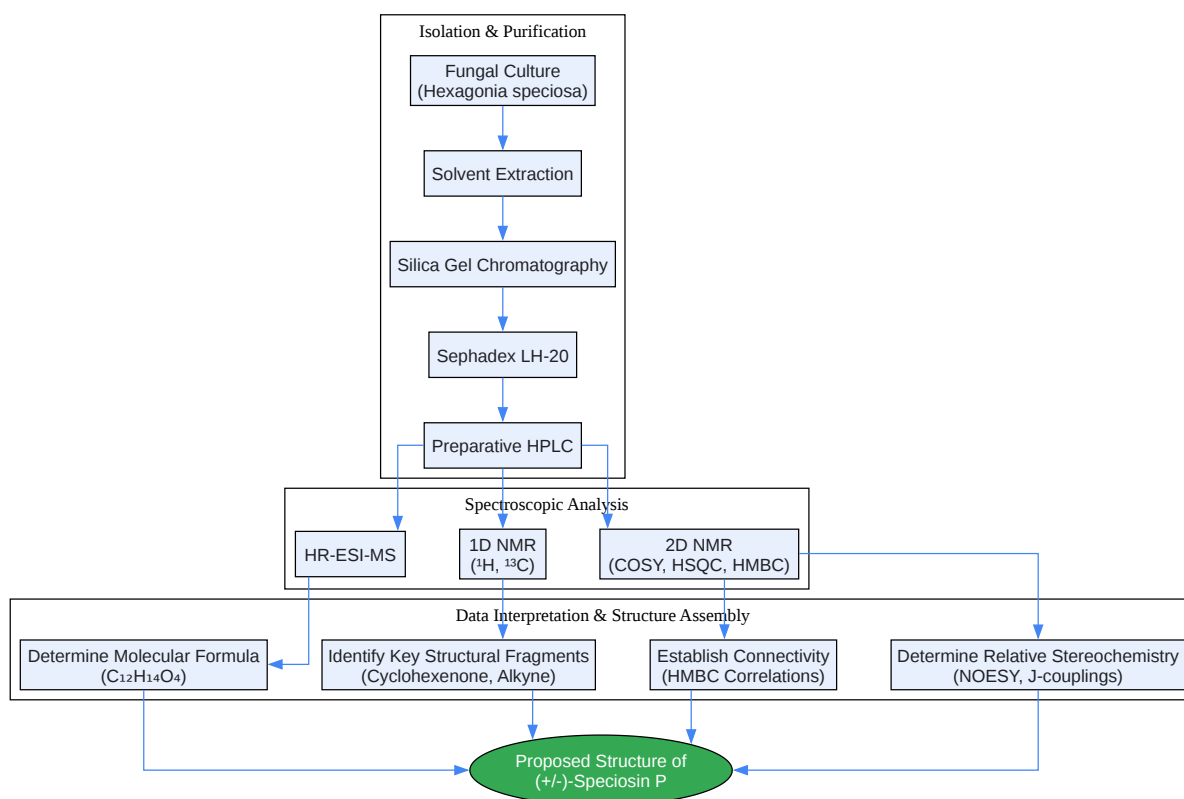 Isolation & Purification
Fungal Culture
(Hexagonia speciosa)
Solvent Extraction
Silica Gel Chromatography
Sephadex LH-20
Preparative HPLC
Spectroscopic Analysis
HR-ESI-MS
1D NMR
(¹H, ¹³C)
2D NMR
(COSY, HSQC, HMBC)
Data Interpretation & Structure Assembly
Determine Molecular Formula
(C₁₂H₁₄O₄)
Identify Key Structural Fragments
(Cyclohexenone, Alkyne)
Establish Connectivity
(HMBC Correlations)
Determine Relative Stereochemistry
(NOESY, J-couplings)
Proposed Structure of
(+/-)-Speciosin P